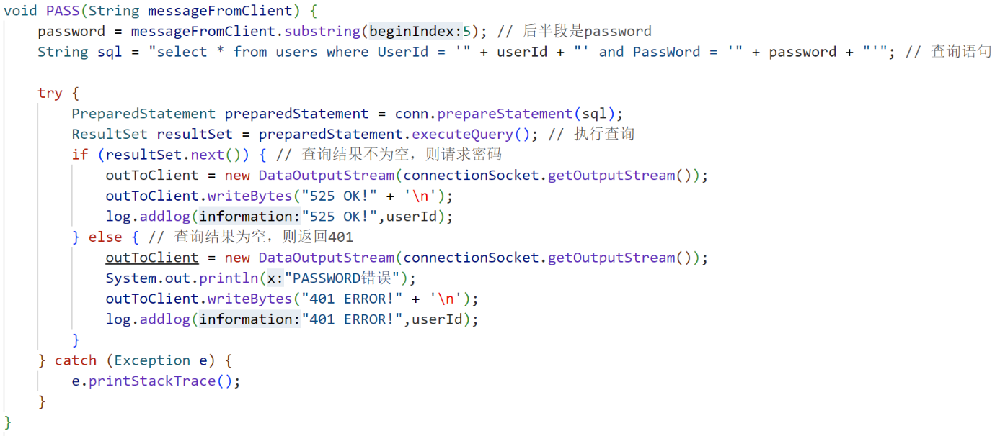 void PASS(String messageFromClient) {
    password = messageFromClient.substring(beginIndex:5); // 后半段是password
    String sql = "select * from users where UserId = '" + userId + "' and PassWord = '" + password + "'"; // 查询语句

    try {
        PreparedStatement preparedStatement = conn.prepareStatement(sql);
        ResultSet resultSet = preparedStatement.executeQuery(); // 执行查询
        if (resultSet.next()) { // 查询结果不为空，则请求密码
            outToClient = new DataOutputStream(connectionSocket.getOutputStream());
            outToClient.writeBytes("525 OK!" + '\n');
            log.addlog(information:"525 OK!",userId);
        } else { // 查询结果为空，则返回401
            outToClient = new DataOutputStream(connectionSocket.getOutputStream());
            System.out.println(x:"PASSWORD错误");
            outToClient.writeBytes("401 ERROR!" + '\n');
            log.addlog(information:"401 ERROR!",userId);
        }
    } catch (Exception e) {
        e.printStackTrace();
    }
}